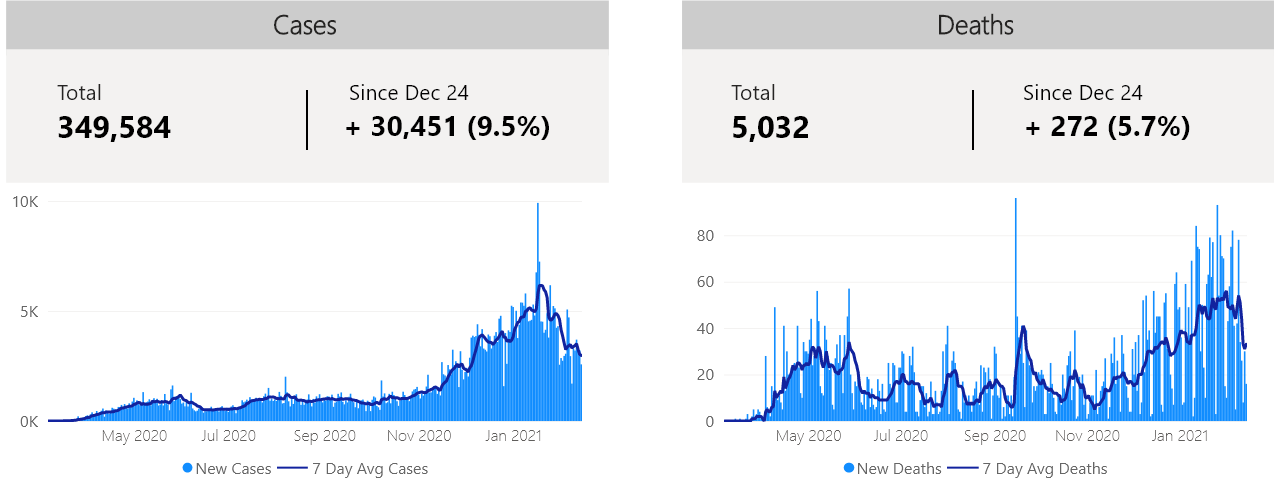 Cases
Total
Since Dec 24
349,584
+ 30,451 (9.5%)
10K
5K
0K
May 2020
Jul 2020
Sep 2020
Nov 2020
Jan 2021
New Cases
7 Day Avg Cases
Deaths
Total
Since Dec 24
5,032
+ 272 (5.7%)
80
60
40
20
0
May 2020
Jul 2020
Sep 2020
Nov 2020
Jan 2021
New Deaths
7 Day Avg Deaths